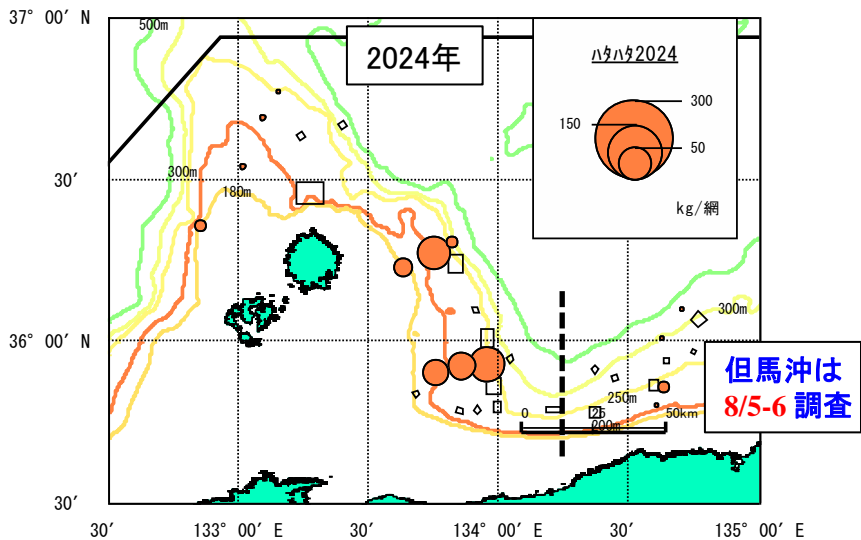 37° 00′ N
500m
2024年
ﾊﾀﾊﾀ2024
300
150
50
kg/網
30′
300m
180m
36° 00′ N
300m
但馬沖は
8/5-6 調査
250m
0
25
50km
200m
30′
30′
133° 00′ E
30′
134° 00′ E
30′
135° 00′ E